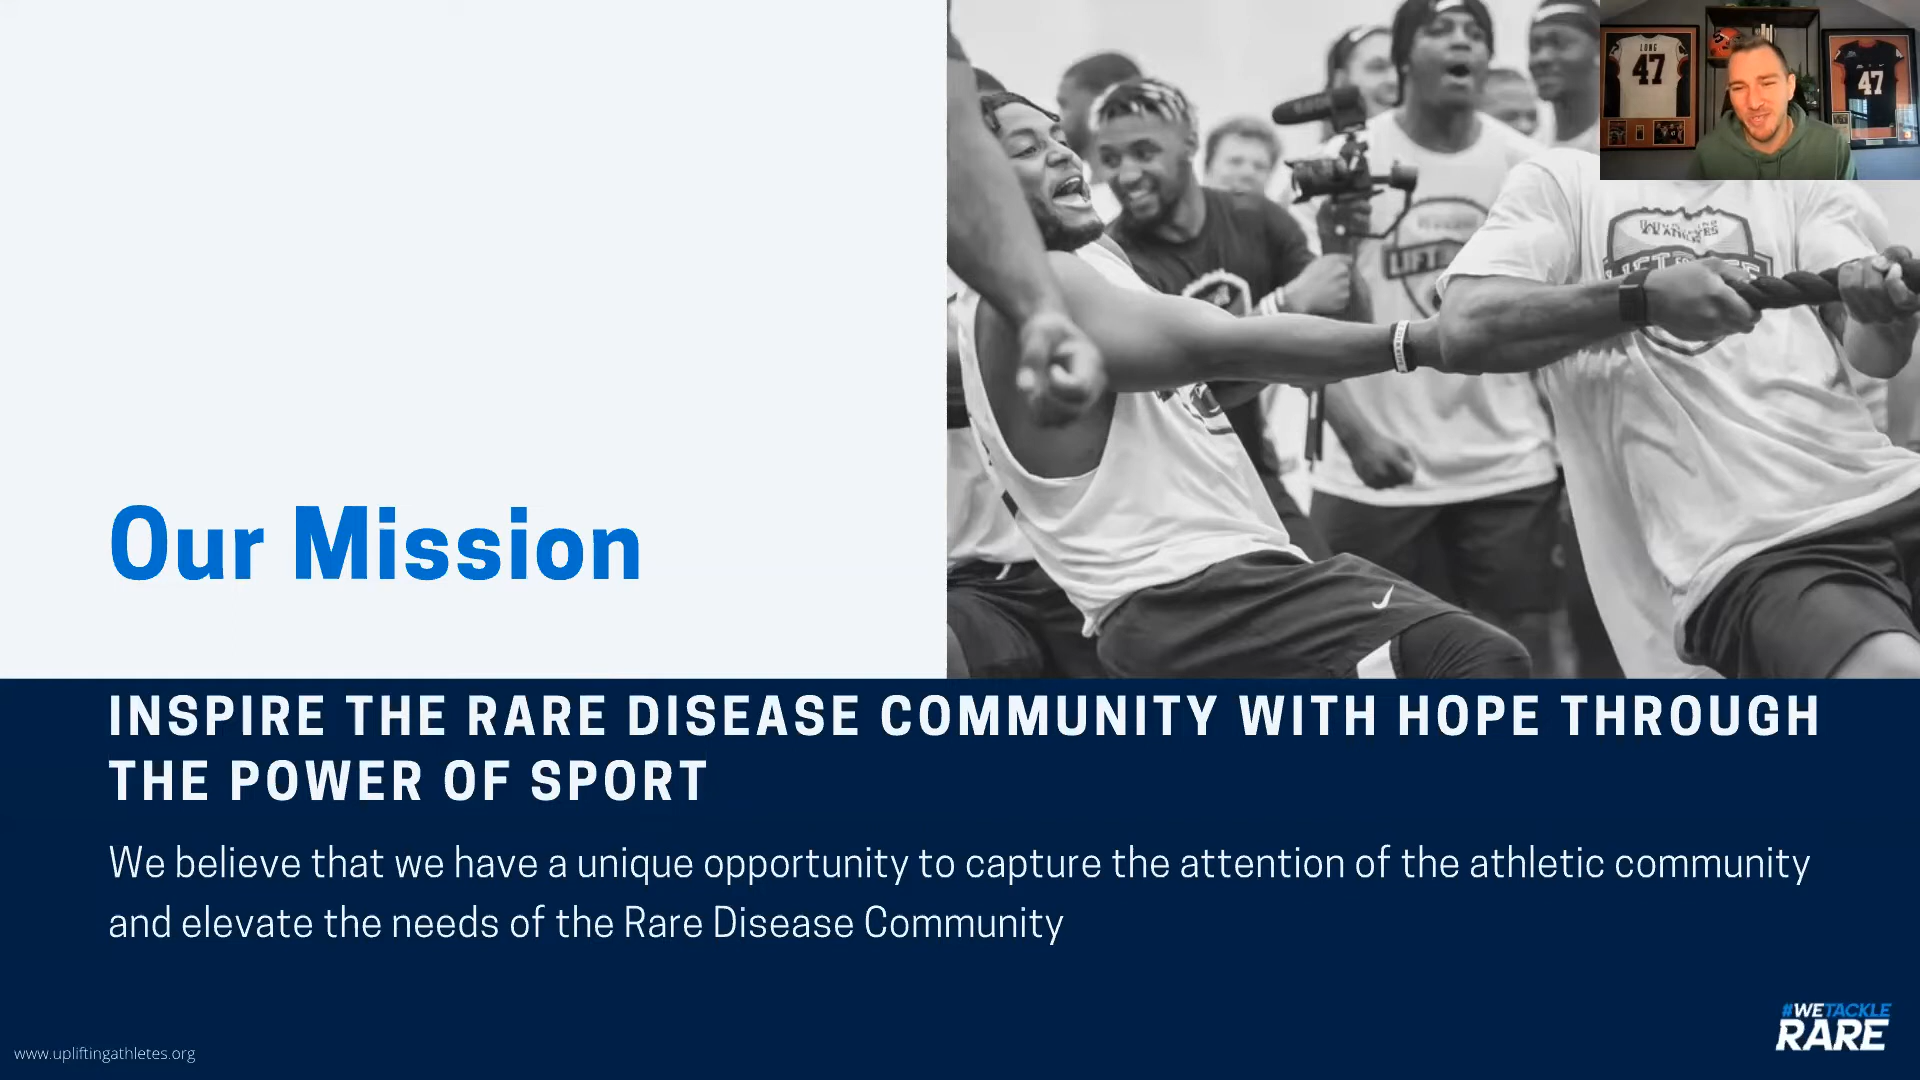 LONG
47
47
LIFT
Our Mission
INSPIRE THE RARE DISEASE COMMUNITY WITH HOPE THROUGH
THE POWER OF SPORT
We believe that we have a unique opportunity to capture the attention of the athletic community
and elevate the needs of the Rare Disease Community
#WETACKLE
RARE
www.upliftingathletes.org